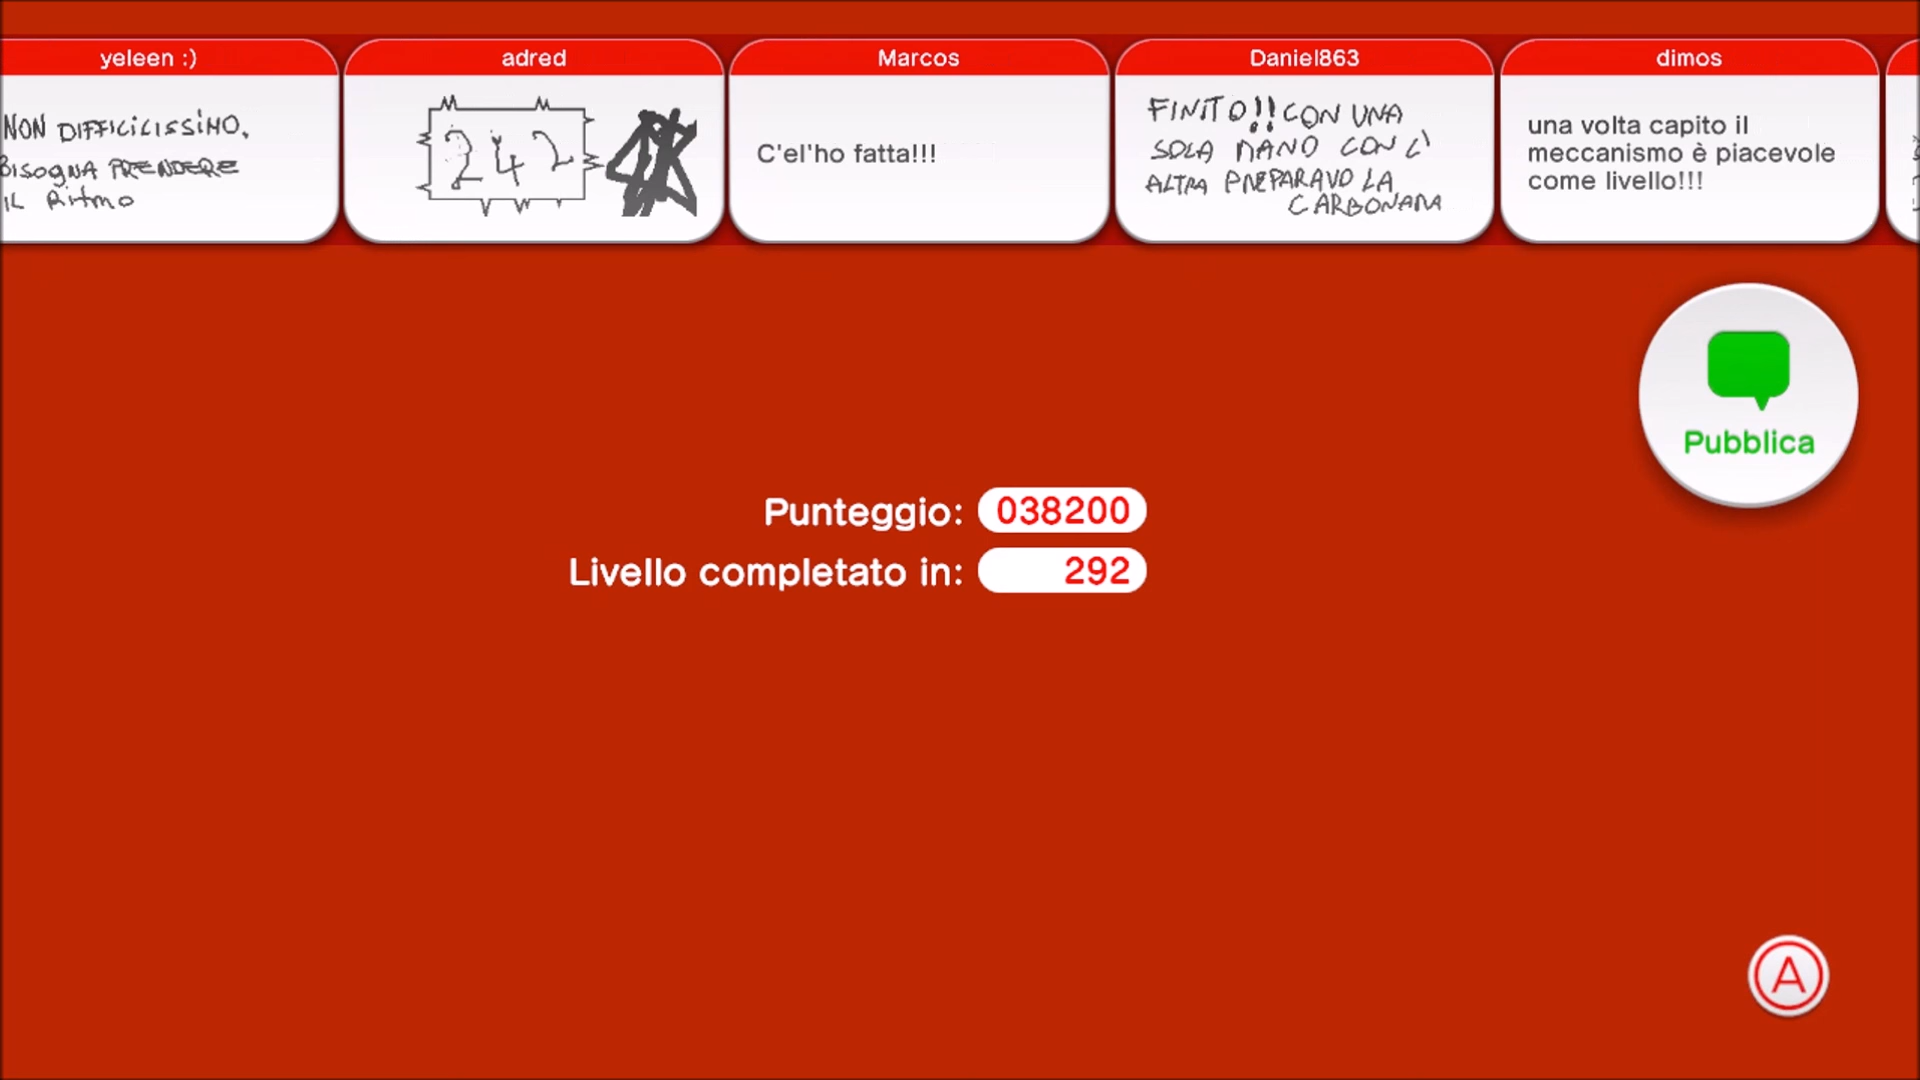 yeleen :)
NON DIFFICILISSIMO.
BISOGNA PRENDERE
IL Ritmo
adred
242
Marcos
C'el'ho fatta!!!
Daniel863
FINITO!! CON UNA
SOLA MANO CON L'
ALTRA PREPARAVO LA
CARBONARA
dimos
una volta capito il
meccanismo è piacevole
come livello!!!
Pubblica
Punteggio: 038200
Livello completato in: 292
A